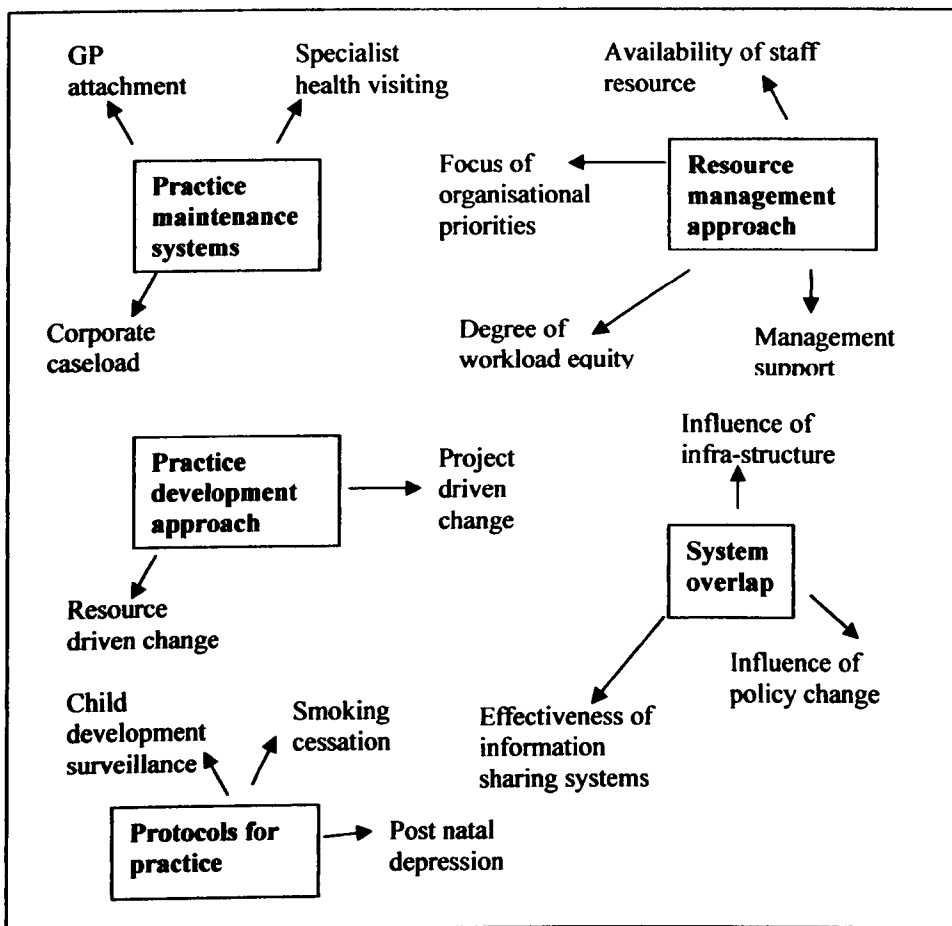 GP
attachment
Specialist
health visiting
Availability of staff
resource
Practice
maintenance
systems
Focus of
organisational
priorities
Resource
management
approach
Corporate
caseload
Degree of
workload equity
Management
support
Practice
development
approach
Project
driven
change
Influence of
infra-structure
System
overlap
Resource
driven change
Influence of
policy change
Child
development
surveillance
Smoking
cessation
Effectiveness of
information
sharing systems
Protocols for
practice
Post natal
depression